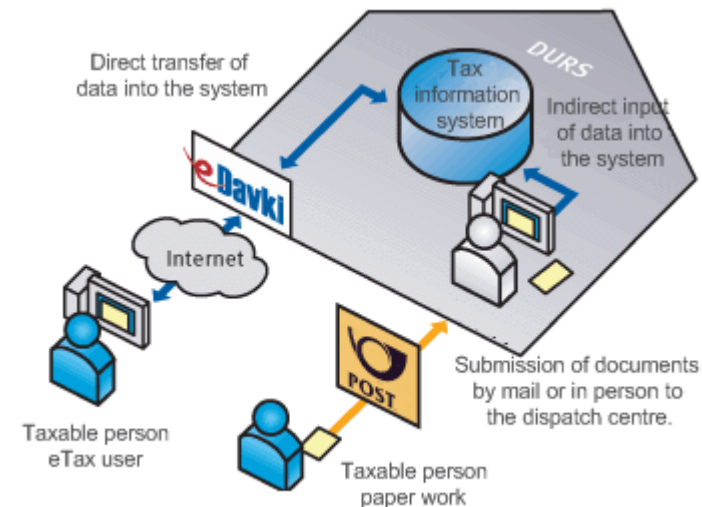 Direct transfer of
data into the system
DURS
Tax
information
system
Indirect input
of data into
the system
eDavki
Internet
POST
Submission of documents
by mail or in person to
the dispatch centre.
Taxable person
eTax user
Taxable person
paper work